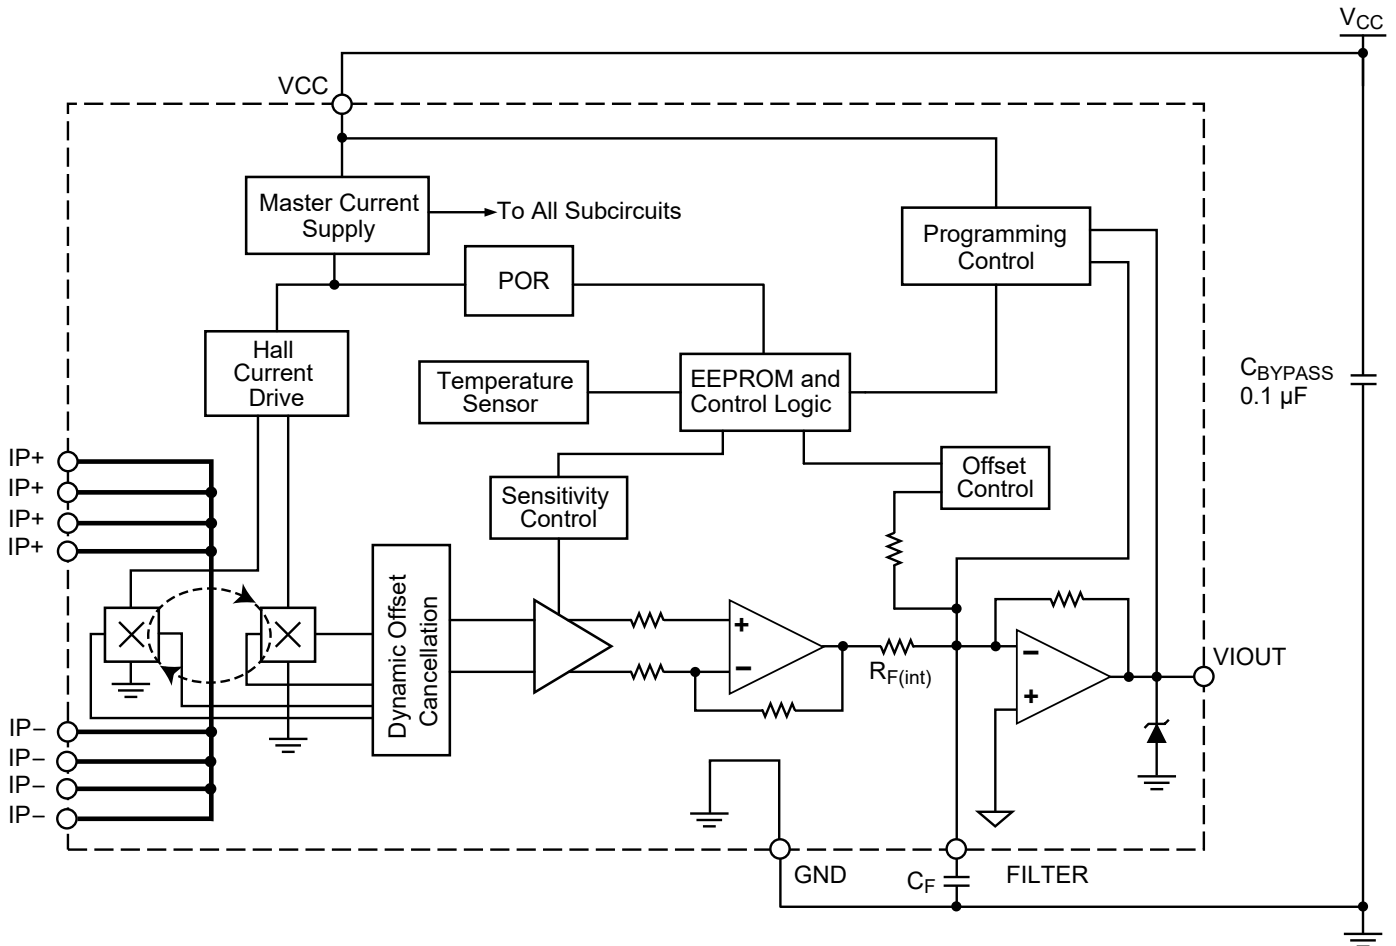 VCC
VCC
Master Current
Supply
To All Subcircuits
Programming
Control
POR
Hall
Current
Drive
Temperature
Sensor
EEPROM and
Control Logic
CBYPASS
0.1 µF
IP+
IP+
IP+
IP+
Sensitivity
Control
Offset
Control
Dynamic Offset
Cancellation
+
–
RF(int)
–
+
VIOUT
IP–
IP–
IP–
IP–
GND
CF
FILTER